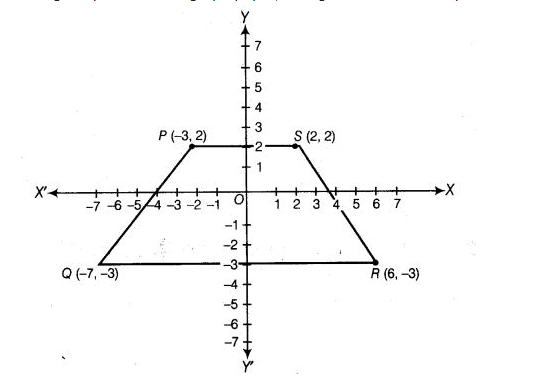 Y
7
6
5
4
3
P (–3, 2) 2 S (2, 2)
1
X' O X
–7 –6 –5 –4 –3 –2 –1 1 2 3 4 5 6 7
–1
–2
–3
Q (–7, –3) R (6, –3)
–4
–5
–6
–7
Y'